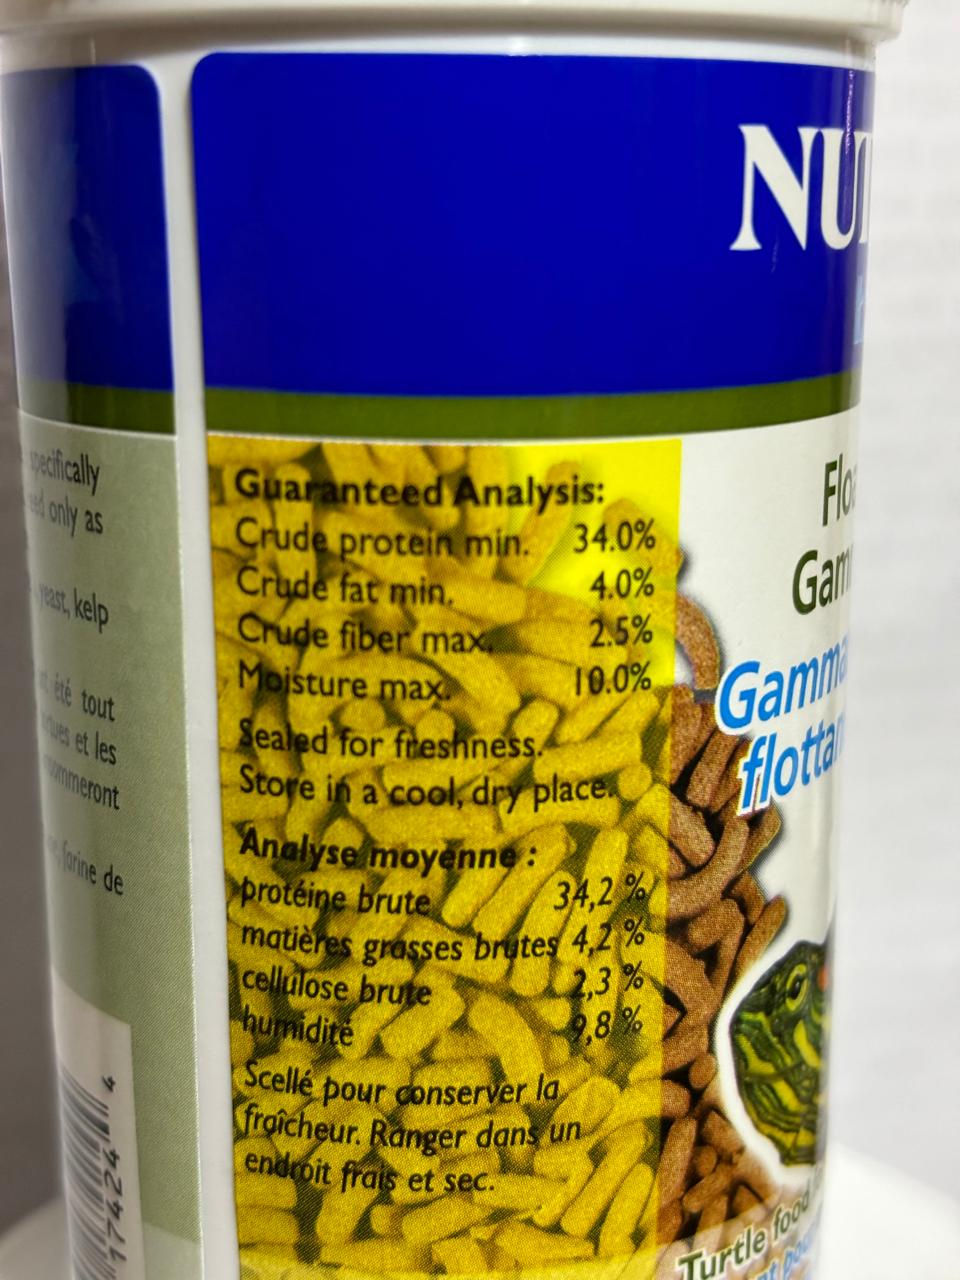 NU
specifically
only as
yeast, kelp
été tout
et les
farine de
17424 4
Guaranteed Analysis:
Crude protein min. 34.0%
Crude fat min. 4.0%
Crude fiber max. 2.5%
Moisture max. 10.0%
Sealed for freshness.
Store in a cool, dry place.
Analyse moyenne :
protéine brute 34,2 %
matières grasses brutes 4,2 %
cellulose brute 2,3 %
humidité 9,8 %
Scellé pour conserver la
fraîcheur. Ranger dans un
endroit frais et sec.
Floa
Gam
Gamma
flotta
Turtle food